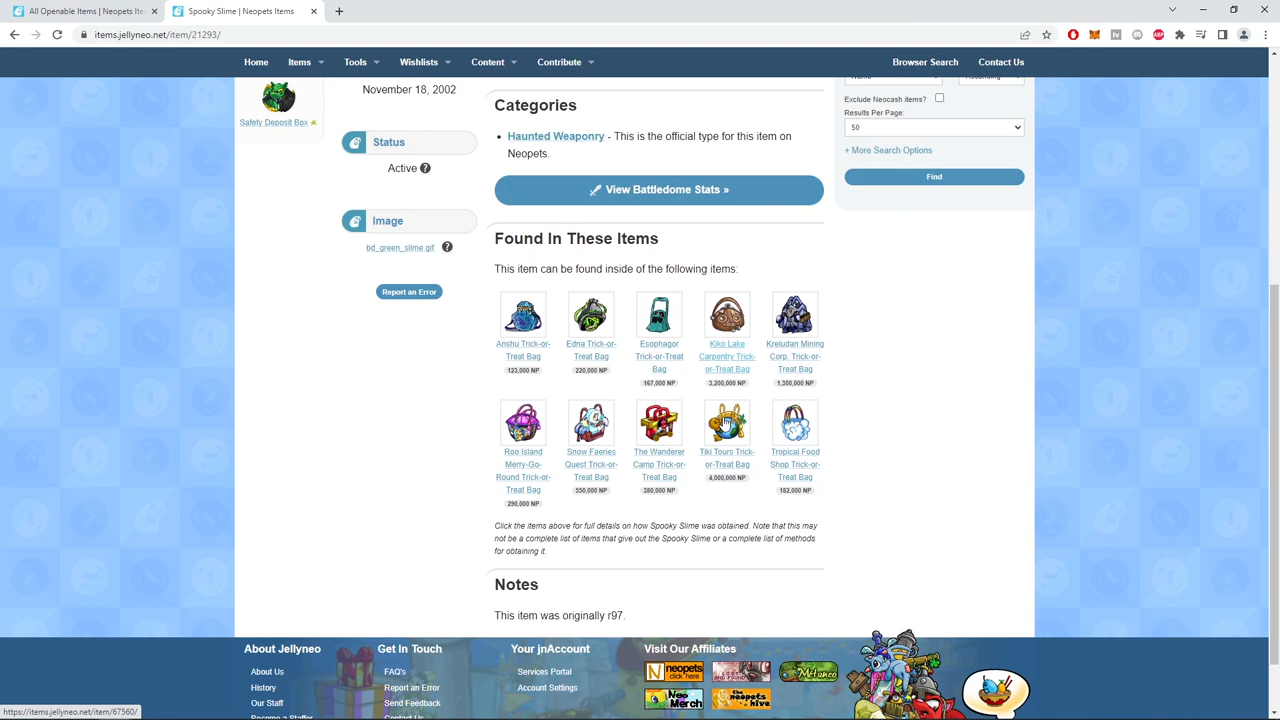 All Openable Items | Neopets Ite
Spooky Slime | Neopets Items
items.jellyneo.net/item/21293/
Home
Items
Tools
Wishlists
Content
Contribute
Browser Search
Contact Us
Safety Deposit Box
November 18, 2002
Status
Active
Image
bd_green_slime.gif
Report an Error
Categories
Haunted Weaponry - This is the official type for this item on
Neopets.
View Battledome Stats »
Found In These Items
This item can be found inside of the following items:
Anshu Trick-or-
Treat Bag
123,000 NP
Edna Trick-or-
Treat Bag
220,000 NP
Esophagor
Trick-or-Treat
Bag
167,000 NP
Kiko Lake
Carpentry Trick-
or-Treat Bag
3,200,000 NP
Kreludan Mining
Corp. Trick-or-
Treat Bag
1,300,000 NP
Roo Island
Merry-Go-
Round Trick-or-
Treat Bag
290,000 NP
Snow Faeries
Quest Trick-or-
Treat Bag
550,000 NP
The Wanderer
Camp Trick-or-
Treat Bag
380,000 NP
Tiki Tours Trick-
or-Treat Bag
4,000,000 NP
Tropical Food
Shop Trick-or-
Treat Bag
182,000 NP
Click the items above for full details on how Spooky Slime was obtained. Note that this may
not be a complete list of items that give out the Spooky Slime or a complete list of methods
for obtaining it.
Notes
This item was originally r97.
Exclude Neocash items?
Results Per Page:
50
+ More Search Options
Find
About Jellyneo
About Us
History
Our Staff
Become a Staffer
Get In Touch
FAQ's
Report an Error
Send Feedback
Contact Us
Your jnAccount
Services Portal
Account Settings
Visit Our Affiliates
neopets
click here
Melaneo
Neo
Merch
the
neopets
hive
https://items.jellyneo.net/item/67560/